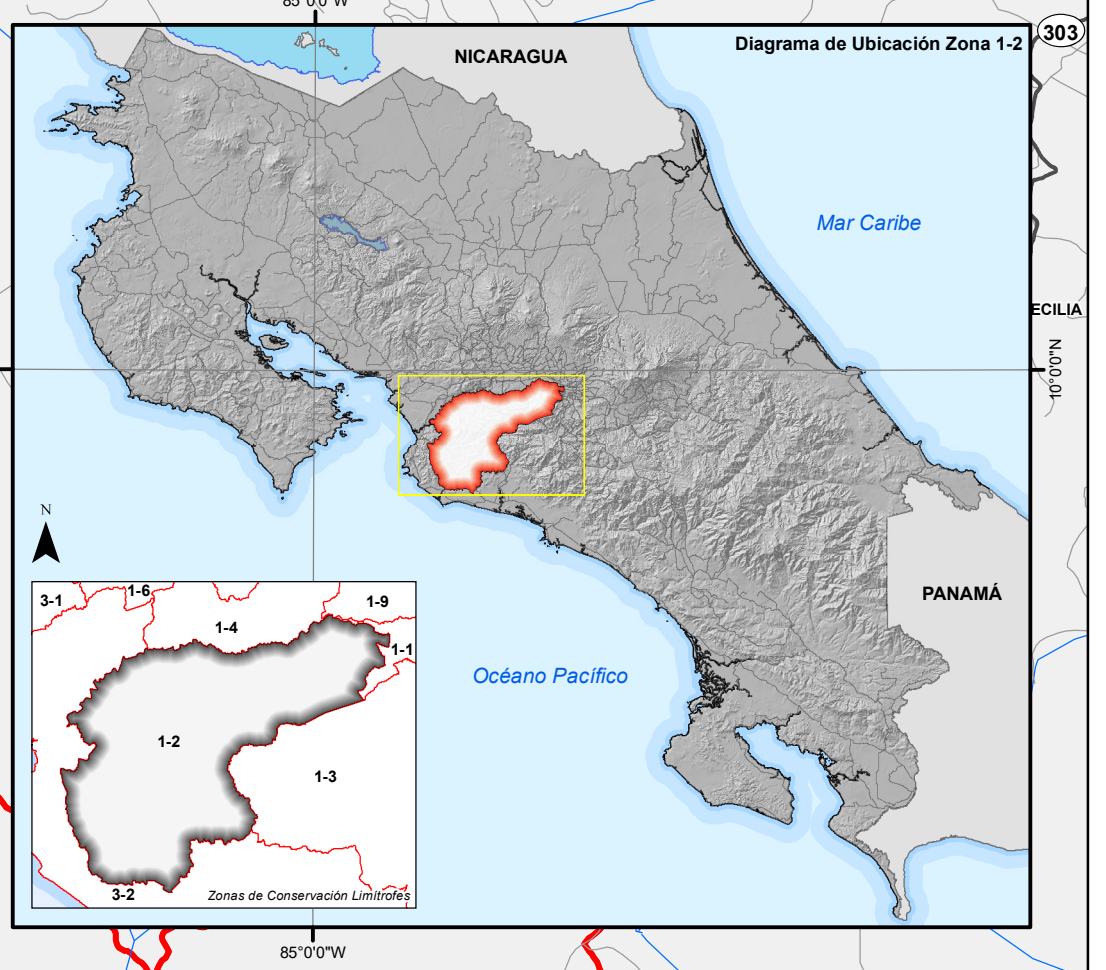 85°0'0"W
303
Diagrama de Ubicación Zona 1-2
NICARAGUA
Mar Caribe
ECILIA
10°0'0"N
N
PANAMÁ
3-1
1-6
1-9
1-4
1-1
1-2
1-3
3-2
Zonas de Conservación Limítrofes
Océano Pacífico
85°0'0"W